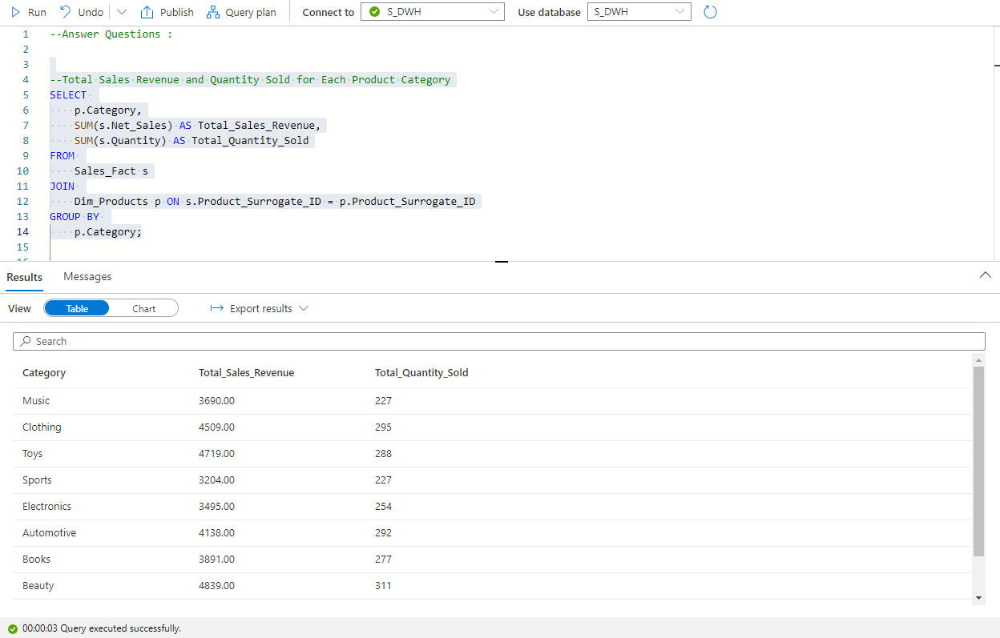 Run Undo Publish Query plan Connect to S_DWH Use database S_DWH
1 --Answer Questions :
2
3
4 --Total Sales Revenue and Quantity Sold for Each Product Category
5 SELECT
6 p.Category,
7 SUM(s.Net_Sales) AS Total_Sales_Revenue,
8 SUM(s.Quantity) AS Total_Quantity_Sold
9 FROM
10 Sales_Fact s
11 JOIN
12 Dim_Products p ON s.Product_Surrogate_ID = p.Product_Surrogate_ID
13 GROUP BY
14 p.Category;
15
Results Messages
View Table Chart Export results
Search
Category Total_Sales_Revenue Total_Quantity_Sold
Music 3690.00 227
Clothing 4509.00 295
Toys 4719.00 288
Sports 3204.00 227
Electronics 3495.00 254
Automotive 4138.00 292
Books 3891.00 277
Beauty 4839.00 311
00:00:03 Query executed successfully.